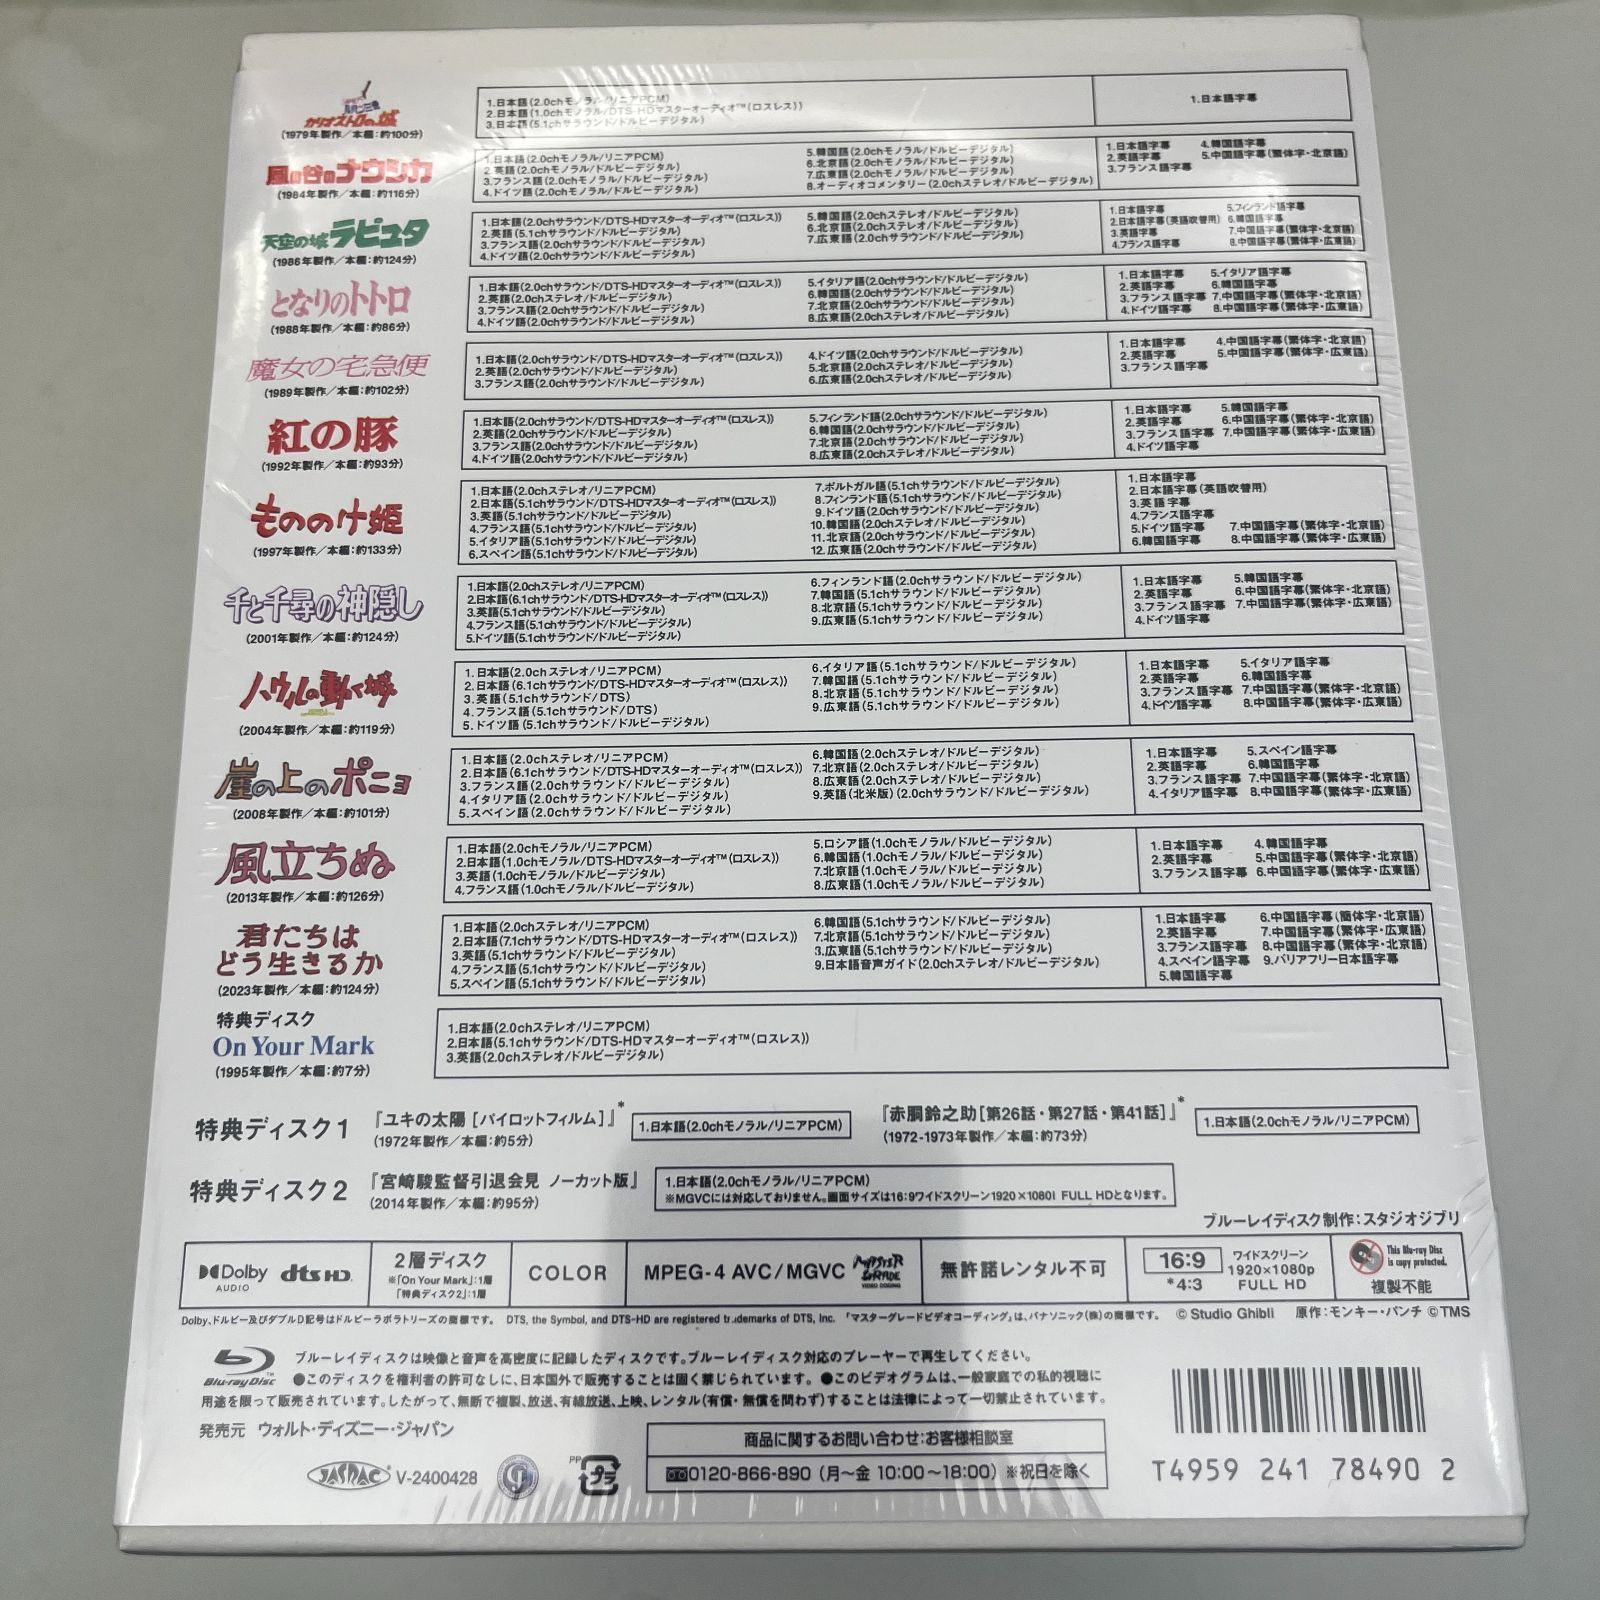 ルパン三世
カリオストロの城
(1979年製作/本編:約100分)
1.日本語(2.0chモノラル/リニアPCM)
2.日本語(1.0chモノラル/DTS-HDマスターオーディオ™(ロスレス))
3.日本語(5.1chサラウンド/ドルビーデジタル)
1.日本語字幕
風の谷のナウシカ
(1984年製作/本編:約116分)
1.日本語(2.0chモノラル/リニアPCM)
2.英語(2.0chモノラル/ドルビーデジタル)
3.フランス語(2.0chモノラル/ドルビーデジタル)
4.ドイツ語(2.0chモノラル/ドルビーデジタル)
5.韓国語(2.0chモノラル/ドルビーデジタル)
6.北京語(2.0chモノラル/ドルビーデジタル)
7.広東語(2.0chモノラル/ドルビーデジタル)
8.オーディオコメンタリー(2.0chステレオ/ドルビーデジタル)
1.日本語字幕
2.英語字幕
3.フランス語字幕
4.韓国語字幕
5.中国語字幕(繁体字・北京語)
天空の城ラピュタ
(1986年製作/本編:約124分)
1.日本語(2.0chサラウンド/DTS-HDマスターオーディオ™(ロスレス))
2.英語(5.1chサラウンド/ドルビーデジタル)
3.フランス語(2.0chサラウンド/ドルビーデジタル)
4.ドイツ語(2.0chサラウンド/ドルビーデジタル)
5.韓国語(2.0chステレオ/ドルビーデジタル)
6.北京語(2.0chステレオ/ドルビーデジタル)
7.広東語(2.0chステレオ/ドルビーデジタル)
1.日本語字幕
2.日本語字幕(英語吹替用)
3.英語字幕
4.フランス語字幕
5.フィンランド語字幕
6.韓国語字幕
7.中国語字幕(繁体字・北京語)
8.中国語字幕(繁体字・広東語)
となりのトトロ
(1988年製作/本編:約86分)
1.日本語(2.0chサラウンド/DTS-HDマスターオーディオ™(ロスレス))
2.英語(2.0chステレオ/ドルビーデジタル)
3.フランス語(2.0chサラウンド/ドルビーデジタル)
4.ドイツ語(2.0chサラウンド/ドルビーデジタル)
5.イタリア語(2.0chサラウンド/ドルビーデジタル)
6.韓国語(2.0chサラウンド/ドルビーデジタル)
7.北京語(2.0chサラウンド/ドルビーデジタル)
8.広東語(2.0chステレオ/ドルビーデジタル)
1.日本語字幕
2.英語字幕
3.フランス語字幕
4.ドイツ語字幕
5.イタリア語字幕
6.韓国語字幕
7.中国語字幕(繁体字・北京語)
8.中国語字幕(繁体字・広東語)
魔女の宅急便
(1989年製作/本編:約102分)
1.日本語(2.0chサラウンド/DTS-HDマスターオーディオ™(ロスレス))
2.英語(2.0chサラウンド/ドルビーデジタル)
3.フランス語(2.0chサラウンド/ドルビーデジタル)
4.ドイツ語(2.0chサラウンド/ドルビーデジタル)
5.北京語(2.0chステレオ/ドルビーデジタル)
6.広東語(2.0chステレオ/ドルビーデジタル)
1.日本語字幕
2.英語字幕
3.フランス語字幕
4.中国語字幕(繁体字・北京語)
5.中国語字幕(繁体字・広東語)
紅の豚
(1992年製作/本編:約93分)
1.日本語(2.0chサラウンド/DTS-HDマスターオーディオ™(ロスレス))
2.英語(2.0chサラウンド/ドルビーデジタル)
3.フランス語(2.0chサラウンド/ドルビーデジタル)
4.ドイツ語(2.0chサラウンド/ドルビーデジタル)
5.フィンランド語(2.0chサラウンド/ドルビーデジタル)
6.韓国語(2.0chサラウンド/ドルビーデジタル)
7.北京語(2.0chステレオ/ドルビーデジタル)
8.広東語(2.0chステレオ/ドルビーデジタル)
1.日本語字幕
2.英語字幕
3.フランス語字幕
4.ドイツ語字幕
5.韓国語字幕
6.中国語字幕(繁体字・北京語)
7.中国語字幕(繁体字・広東語)
もののけ姫
(1997年製作/本編:約133分)
1.日本語(2.0chステレオ/リニアPCM)
2.日本語(5.1chサラウンド/DTS-HDマスターオーディオ™(ロスレス))
3.英語(5.1chサラウンド/ドルビーデジタル)
4.フランス語(5.1chサラウンド/ドルビーデジタル)
5.イタリア語(5.1chサラウンド/ドルビーデジタル)
6.スペイン語(5.1chサラウンド/ドルビーデジタル)
7.ポルトガル語(5.1chサラウンド/ドルビーデジタル)
8.フィンランド語(5.1chサラウンド/ドルビーデジタル)
9.ドイツ語(2.0chサラウンド/ドルビーデジタル)
10.韓国語(2.0chステレオ/ドルビーデジタル)
11.北京語(2.0chサラウンド/ドルビーデジタル)
12.広東語(2.0chサラウンド/ドルビーデジタル)
1.日本語字幕
2.日本語字幕(英語吹替用)
3.英語字幕
4.フランス語字幕
5.ドイツ語字幕
6.韓国語字幕
7.中国語字幕(繁体字・北京語)
8.中国語字幕(繁体字・広東語)
千と千尋の神隠し
(2001年製作/本編:約124分)
1.日本語(2.0chステレオ/リニアPCM)
2.日本語(6.1chサラウンド/DTS-HDマスターオーディオ™(ロスレス))
3.英語(5.1chサラウンド/ドルビーデジタル)
4.フランス語(5.1chサラウンド/ドルビーデジタル)
5.ドイツ語(5.1chサラウンド/ドルビーデジタル)
6.フィンランド語(2.0chサラウンド/ドルビーデジタル)
7.韓国語(5.1chサラウンド/ドルビーデジタル)
8.北京語(5.1chサラウンド/ドルビーデジタル)
9.広東語(5.1chサラウンド/ドルビーデジタル)
1.日本語字幕
2.英語字幕
3.フランス語字幕
4.ドイツ語字幕
5.韓国語字幕
6.中国語字幕(繁体字・北京語)
7.中国語字幕(繁体字・広東語)
ハウルの動く城
(2004年製作/本編:約119分)
1.日本語(2.0chステレオ/リニアPCM)
2.日本語(6.1chサラウンド/DTS-HDマスターオーディオ™(ロスレス))
3.英語(5.1chサウンド/DTS)
4.フランス語(5.1chサラウンド/DTS)
5.ドイツ語(5.1chサラウンド/ドルビーデジタル)
6.イタリア語(5.1chサラウンド/ドルビーデジタル)
7.韓国語(5.1chサラウンド/ドルビーデジタル)
8.北京語(5.1chサラウンド/ドルビーデジタル)
9.広東語(5.1chサラウンド/ドルビーデジタル)
1.日本語字幕
2.英語字幕
3.フランス語字幕
4.ドイツ語字幕
5.イタリア語字幕
6.韓国語字幕
7.中国語字幕(繁体字・北京語)
8.中国語字幕(繁体字・広東語)
崖の上のポニョ
(2008年製作/本編:約101分)
1.日本語(2.0chステレオ/リニアPCM)
2.日本語(6.1chサラウンド/DTS-HDマスターオーディオ™(ロスレス))
3.フランス語(2.0chサラウンド/ドルビーデジタル)
4.イタリア語(2.0chサラウンド/ドルビーデジタル)
5.スペイン語(2.0chサラウンド/ドルビーデジタル)
6.韓国語(2.0chステレオ/ドルビーデジタル)
7.北京語(2.0chステレオ/ドルビーデジタル)
8.広東語(2.0chステレオ/ドルビーデジタル)
9.英語(北米版)(2.0chステレオ/ドルビーデジタル)
1.日本語字幕
2.英語字幕
3.フランス語字幕
4.イタリア語字幕
5.スペイン語字幕
6.韓国語字幕
7.中国語字幕(繁体字・北京語)
8.中国語字幕(繁体字・広東語)
風立ちぬ
(2013年製作/本編:約126分)
1.日本語(2.0chモノラル/リニアPCM)
2.日本語(1.0chモノラル/DTS-HDマスターオーディオ™(ロスレス))
3.英語(1.0chモノラル/ドルビーデジタル)
4.フランス語(1.0chモノラル/ドルビーデジタル)
5.ロシア語(1.0chモノラル/ドルビーデジタル)
6.韓国語(1.0chモノラル/ドルビーデジタル)
7.北京語(1.0chモノラル/ドルビーデジタル)
8.広東語(1.0chモノラル/ドルビーデジタル)
1.日本語字幕
2.英語字幕
3.フランス語字幕
4.韓国語字幕
5.中国語字幕(繁体字・北京語)
6.中国語字幕(繁体字・広東語)
君たちは
どう生きるか
(2023年製作/本編:約124分)
1.日本語(2.0chステレオ/リニアPCM)
2.日本語(7.1chサラウンド/DTS-HDマスターオーディオ™(ロスレス))
3.英語(5.1chサラウンド/ドルビーデジタル)
4.フランス語(5.1chサラウンド/ドルビーデジタル)
5.スペイン語(5.1chサラウンド/ドルビーデジタル)
6.韓国語(5.1chサラウンド/ドルビーデジタル)
7.北京語(5.1chサラウンド/ドルビーデジタル)
8.広東語(5.1chサラウンド/ドルビーデジタル)
9.日本語音声ガイド(2.0chステレオ/ドルビーデジタル)
1.日本語字幕
2.英語字幕
3.フランス語字幕
4.スペイン語字幕
5.韓国語字幕
6.中国語字幕(簡体字・北京語)
7.中国語字幕(繁体字・広東語)
8.中国語字幕(繁体字・北京語)
9.バリアフリー日本語字幕
特典ディスク
On Your Mark
(1995年製作/本編:約7分)
1.日本語(2.0chステレオ/リニアPCM)
2.日本語(5.1chサラウンド/DTS-HDマスターオーディオ™(ロスレス))
3.英語(2.0chステレオ/ドルビーデジタル)
特典ディスク1
『ユキの太陽[パイロットフィルム]』*
(1972年製作/本編:約5分)
1.日本語(2.0chモノラル/リニアPCM)
『赤胴鈴之助[第26話・第27話・第41話]』*
(1972-1973年製作/本編:約73分)
1.日本語(2.0chモノラル/リニアPCM)
特典ディスク2
『宮崎駿監督引退会見 ノーカット版』
(2014年製作/本編:約95分)
1.日本語(2.0chモノラル/リニアPCM)
※MGVCには対応しておりません。画面サイズは16:9ワイドスクリーン1920×1080I FULL HDとなります。
ブルーレイディスク制作:スタジオジブリ
Dolby
AUDIO
dts HD
2層ディスク
※「On Your Mark」:1層
「特典ディスク2」:1層
COLOR
MPEG-4 AVC/MGVC
MASTER
GRADE
VIDEO CODING
無許諾レンタル不可
16:9
*4:3
ワイドスクリーン
1920×1080p
FULL HD
This Blu-ray Disc
is copy protected.
複製不能
Dolby、ドルビー及びダブルD記号はドルビーラボラトリーズの商標です。 DTS, the Symbol, and DTS-HD are registered trademarks of DTS, Inc. 「マスターグレードビデオコーディング」は、パナソニック(株)の商標です。 © Studio Ghibli 原作:モンキー・パンチ ©TMS
Blu-ray Disc™
ブルーレイディスクは映像と音声を高密度に記録したディスクです。ブルーレイディスク対応のプレーヤーで再生してください。
●このディスクを権利者の許可なしに、日本国外で販売することは固く禁じられています。 ●このビデオグラムは、一般家庭での私的視聴に
用途を限って販売されています。したがって、無断で複製、放送、有線放送、上映、レンタル(有償・無償を問わず)することは法律によって一切禁止されています。
発売元 ウォルト・ディズニー・ジャパン
商品に関するお問い合わせ:お客様相談室
0120-866-890 (月~金 10:00~18:00) ※祝日を除く
JASRAC
V-2400428
PP
プラ
T4959 241 78490 2